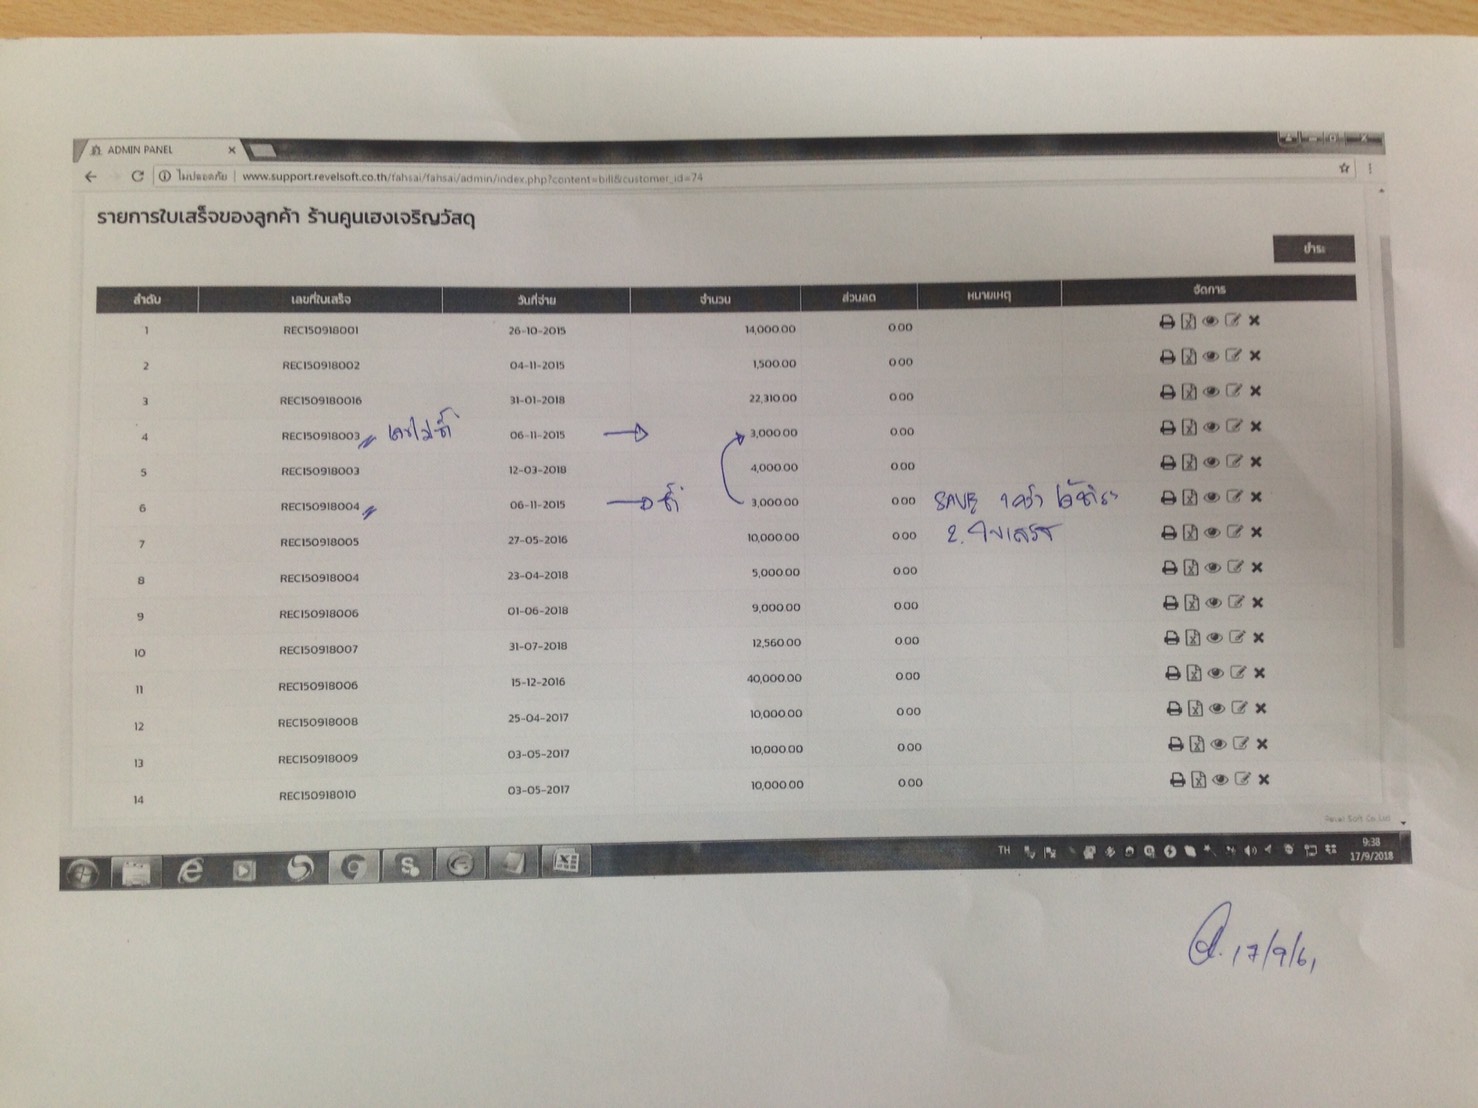 ADMIN PANEL
ไม่ปลอดภัย | www.support.revelsoft.co.th/fahsai/fahsai/admin/index.php?content=bill&customer_id=74
รายการใบเสร็จของลูกค้า ร้านคูนเฮงเจริญวัสดุ
ชำระ
ลำดับ เลขที่ใบเสร็จ วันที่จ่าย จำนวน ส่วนลด หมายเหตุ จัดการ
1 REC150918001 26-10-2015 14,000.00 0.00
2 REC150918002 04-11-2015 1,500.00 0.00
3 REC1509180016 31-01-2018 22,310.00 0.00
4 REC150918003 06-11-2015 3,000.00 0.00
5 REC150918003 12-03-2018 4,000.00 0.00
6 REC150918004 06-11-2015 ซ้ำ 3,000.00 0.00 SAVE
2. ใบเสร็จ
7 REC150918005 27-05-2016 10,000.00 0.00
8 REC150918004 23-04-2018 5,000.00 0.00
9 REC150918006 01-06-2018 9,000.00 0.00
10 REC150918007 31-07-2018 12,560.00 0.00
11 REC150918006 15-12-2016 40,000.00 0.00
12 REC150918008 25-04-2017 10,000.00 0.00
13 REC150918009 03-05-2017 10,000.00 0.00
14 REC150918010 03-05-2017 10,000.00 0.00
Revel Soft Co.Ltd
TH 9:38
17/9/2018
17/9/61